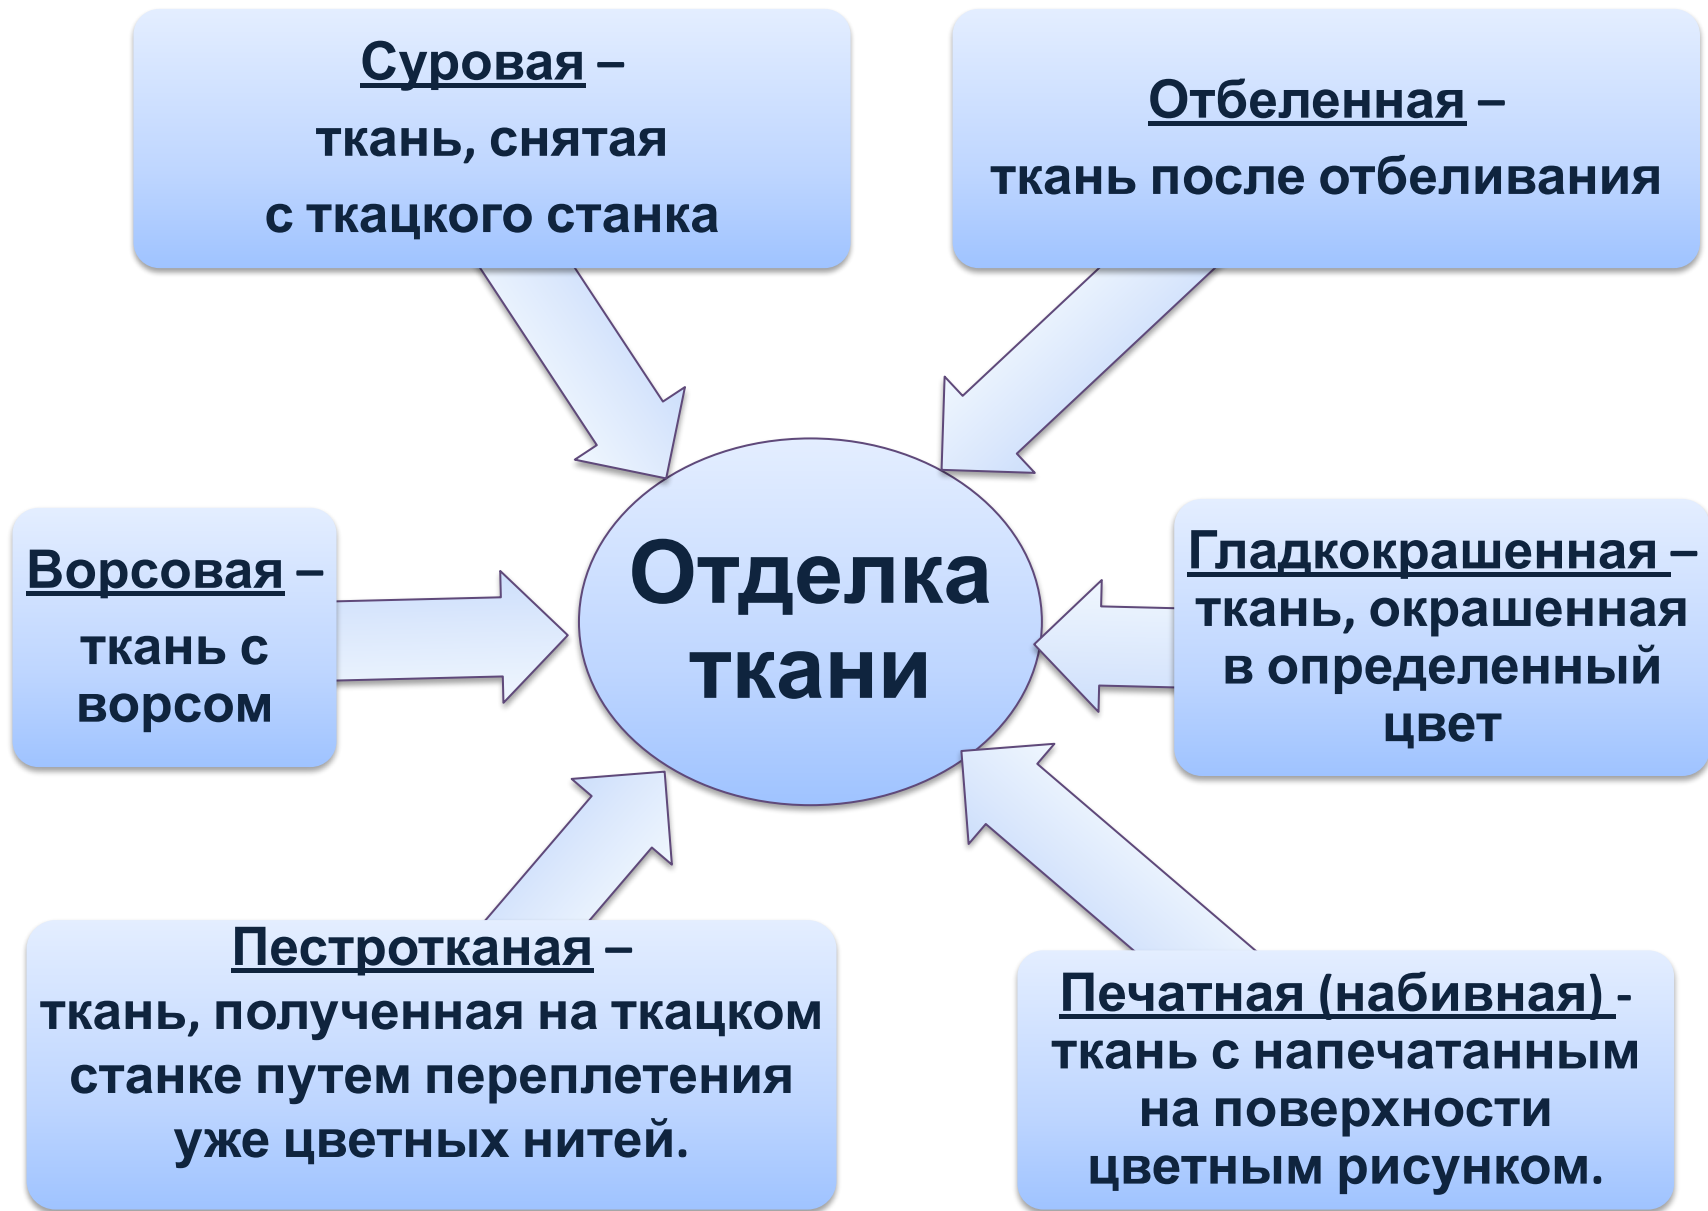 Суровая –
ткань, снятая
с ткацкого станка
Отбеленная –
ткань после отбеливания
Ворсовая –
ткань с
ворсом
Отделка
ткани
Гладкокрашенная –
ткань, окрашенная
в определенный
цвет
Пестротканая –
ткань, полученная на ткацком
станке путем переплетения
уже цветных нитей.
Печатная (набивная) -
ткань с напечатанным
на поверхности
цветным рисунком.